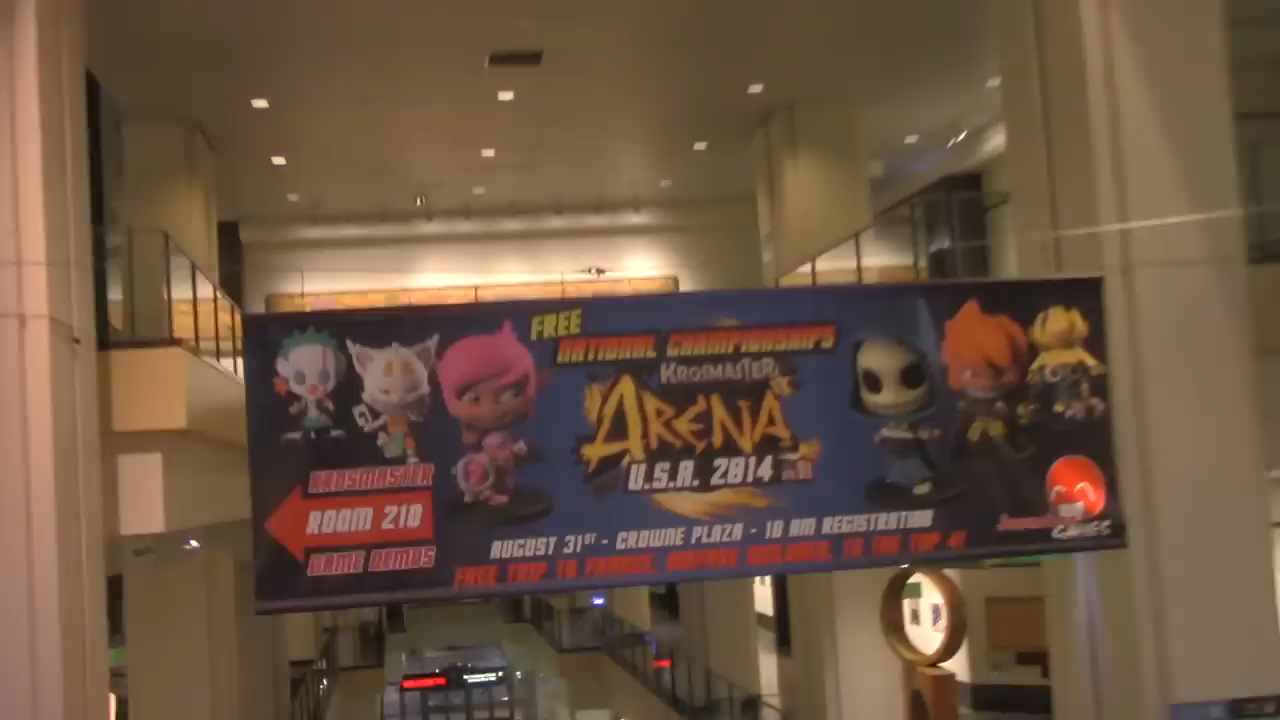 FREE
NATIONAL CHAMPIONSHIPS
KROSMASTER
ARENA
U.S.A. 2014
KROSMASTER
ROOM 210
GAME DEMOS
AUGUST 31ST - CROWNE PLAZA - 10 AM REGISTRATION
FREE TRIP TO FRANCE, AIRFARE INCLUDED, TO THE TOP 4!
GAMES